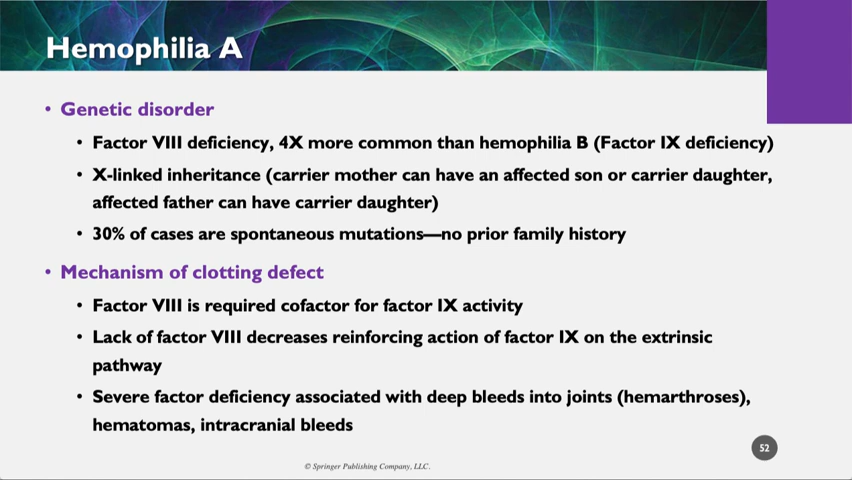 Hemophilia A
• Genetic disorder
• Factor VIII deficiency, 4X more common than hemophilia B (Factor IX deficiency)
• X-linked inheritance (carrier mother can have an affected son or carrier daughter,
affected father can have carrier daughter)
• 30% of cases are spontaneous mutations—no prior family history
• Mechanism of clotting defect
• Factor VIII is required cofactor for factor IX activity
• Lack of factor VIII decreases reinforcing action of factor IX on the extrinsic
pathway
• Severe factor deficiency associated with deep bleeds into joints (hemarthroses),
hematomas, intracranial bleeds
52
© Springer Publishing Company, LLC.